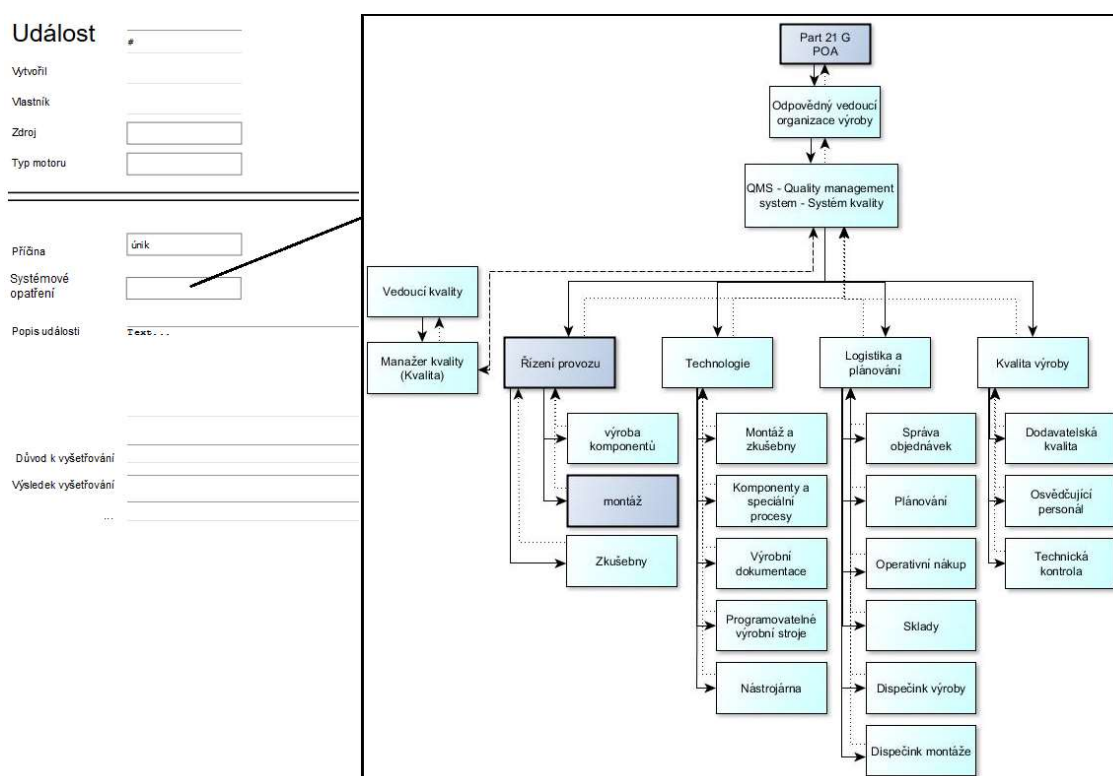 Událost
#
Vytvořil
Vlastník
Zdroj
Typ motoru
Příčina
únik
Systémové
opatření
Popis události
Text...
Důvod k vyšetřování
Výsledek vyšetřování
...
Part 21 G
POA
Odpovědný vedoucí
organizace výroby
QMS - Quality management
system - Systém kvality
Vedoucí kvality
Manažer kvality
(Kvalita)
Řízení provozu
výroba
komponentů
montáž
Zkušebny
Technologie
Montáž a
zkušebny
Komponenty a
speciální
procesy
Výrobní
dokumentace
Programovatelné
výrobní stroje
Nástrojárna
Logistika a
plánování
Správa
objednávek
Plánování
Operativní nákup
Sklady
Dispečink výroby
Dispečink montáže
Kvalita výroby
Dodavatelská
kvalita
Osvědčující
personál
Technická
kontrola